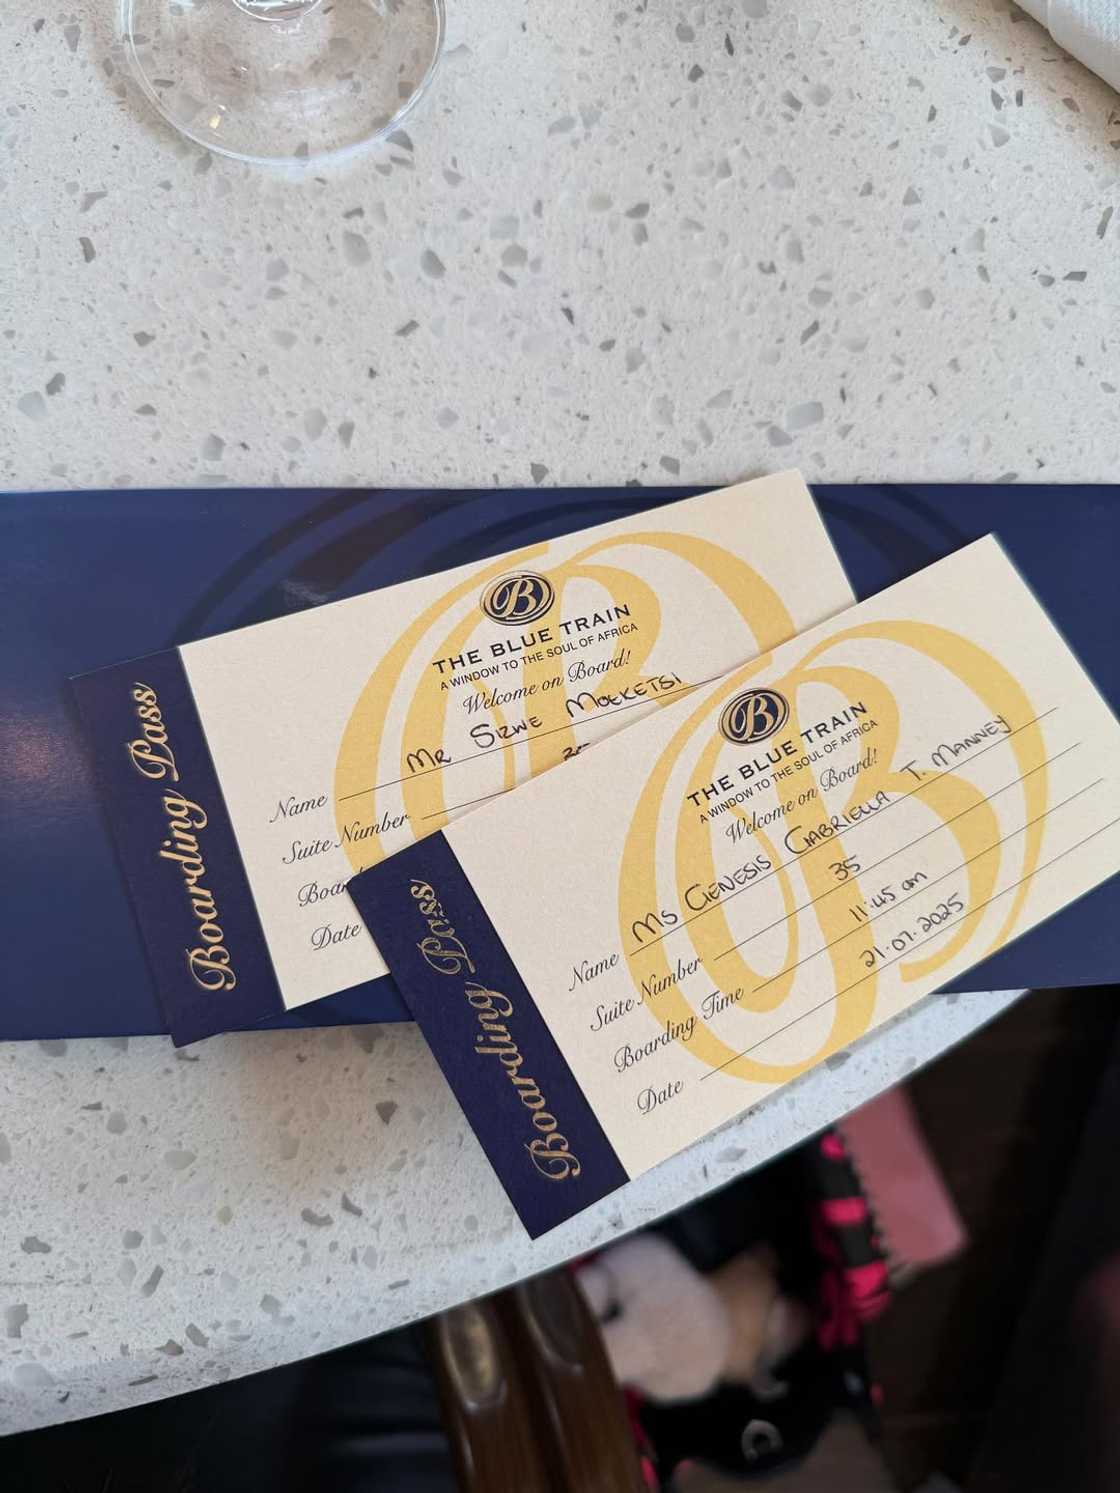 Boarding Pass
B
THE BLUE TRAIN
A WINDOW TO THE SOUL OF AFRICA
Welcome on Board!
Name MR SIZWE MOEKETSI
Suite Number
Date
Boarding Pass
B
THE BLUE TRAIN
A WINDOW TO THE SOUL OF AFRICA
Welcome on Board!
Name MS GENESIS GABRIELLA T. MANNEY
Suite Number 35
Boarding Time 11:45 am
Date 21.07.2025